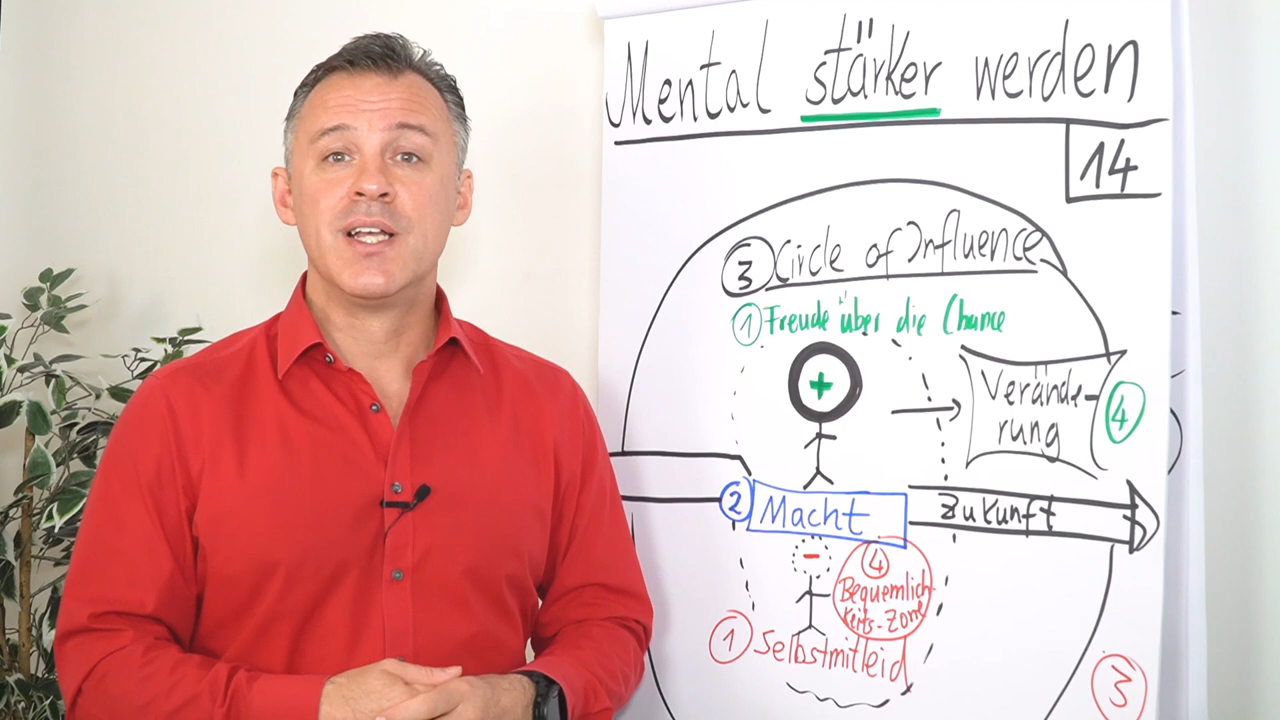 Mental stärker werden
14
③ Circle of Influence
① Freude über die Chance
+
Verände-
rung
④
② Macht
Zukunft
-
④
Bequemlich-
keits-Zone
① Selbstmitleid
③